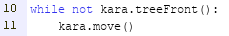 10 while not kara.treeFront():
11     kara.move()